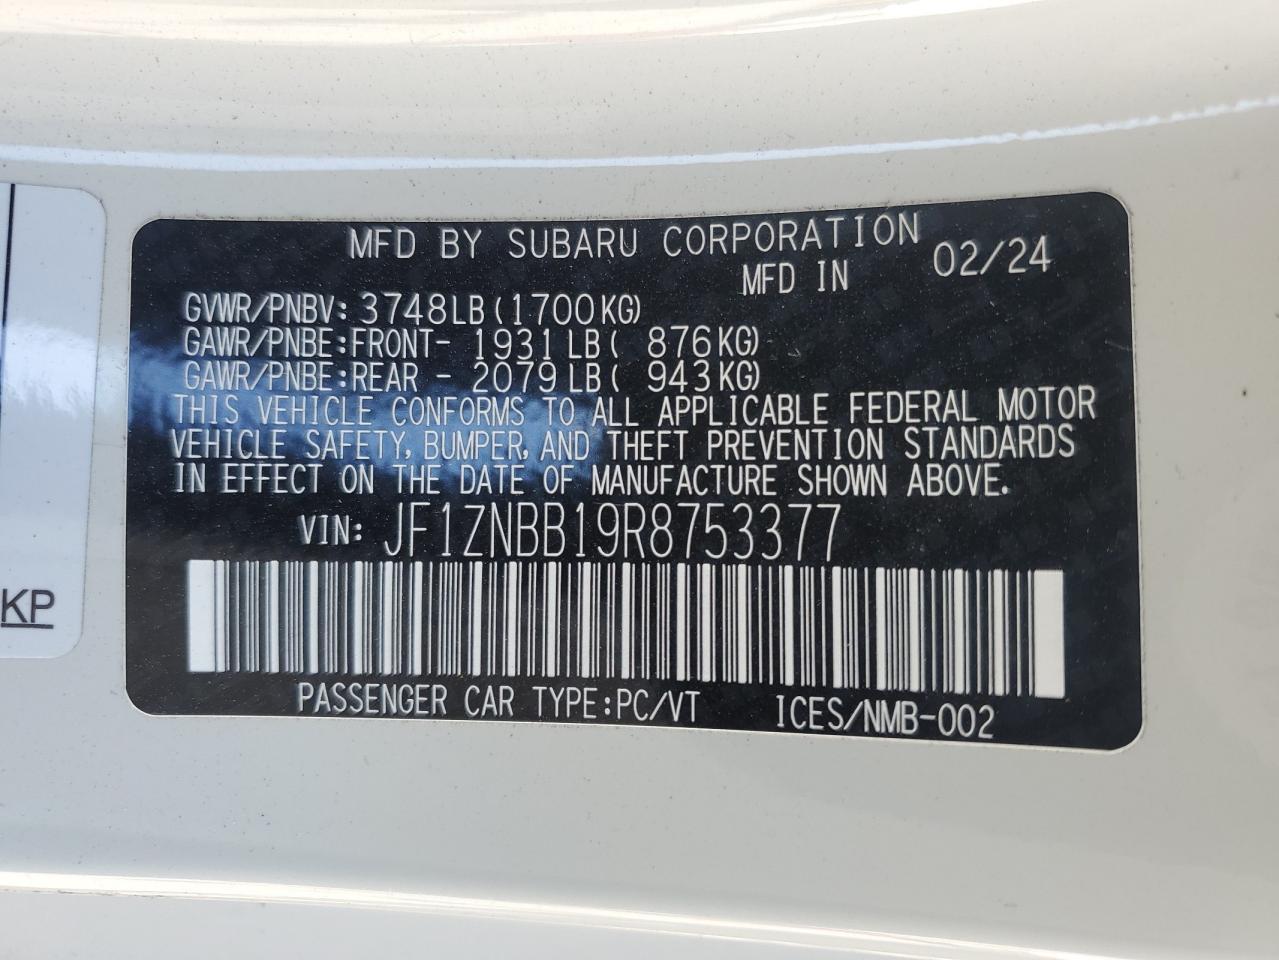 MFD BY SUBARU CORPORATION
MFD IN 02/24
GVWR/PNBV: 3748LB(1700KG)
GAWR/PNBE:FRONT- 1931LB( 876KG)
GAWR/PNBE:REAR - 2079LB( 943KG)
THIS VEHICLE CONFORMS TO ALL APPLICABLE FEDERAL MOTOR
VEHICLE SAFETY, BUMPER, AND THEFT PREVENTION STANDARDS
IN EFFECT ON THE DATE OF MANUFACTURE SHOWN ABOVE.
VIN: JF1ZNBB19R8753377
PASSENGER CAR TYPE:PC/VT ICES/NMB-002
KP